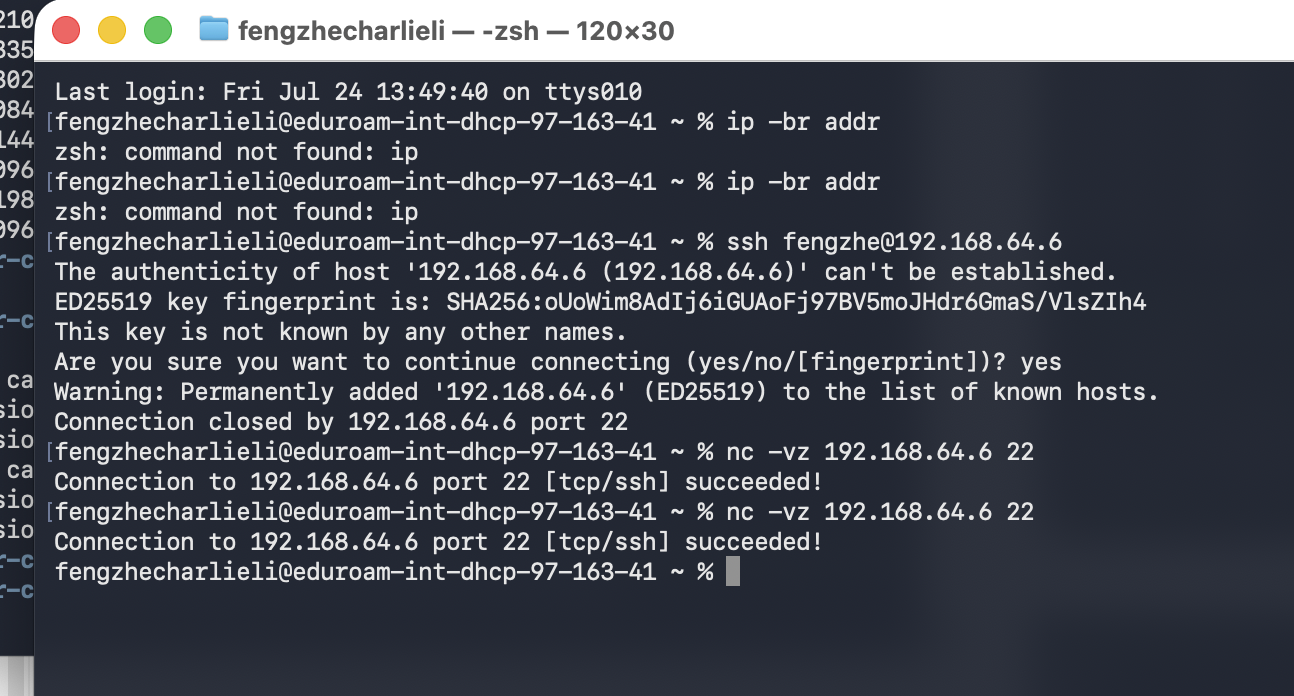 fengzhecharlieli — -zsh — 120×30
Last login: Fri Jul 24 13:49:40 on ttys010
[fengzhecharlieli@eduroam-int-dhcp-97-163-41 ~ % ip -br addr
zsh: command not found: ip
[fengzhecharlieli@eduroam-int-dhcp-97-163-41 ~ % ip -br addr
zsh: command not found: ip
[fengzhecharlieli@eduroam-int-dhcp-97-163-41 ~ % ssh fengzhe@192.168.64.6
The authenticity of host '192.168.64.6 (192.168.64.6)' can't be established.
ED25519 key fingerprint is: SHA256:oUoWim8AdIj6iGUAoFj97BV5moJHdr6GmaS/VlsZIh4
This key is not known by any other names.
Are you sure you want to continue connecting (yes/no/[fingerprint])? yes
Warning: Permanently added '192.168.64.6' (ED25519) to the list of known hosts.
Connection closed by 192.168.64.6 port 22
[fengzhecharlieli@eduroam-int-dhcp-97-163-41 ~ % nc -vz 192.168.64.6 22
Connection to 192.168.64.6 port 22 [tcp/ssh] succeeded!
[fengzhecharlieli@eduroam-int-dhcp-97-163-41 ~ % nc -vz 192.168.64.6 22
Connection to 192.168.64.6 port 22 [tcp/ssh] succeeded!
fengzhecharlieli@eduroam-int-dhcp-97-163-41 ~ %